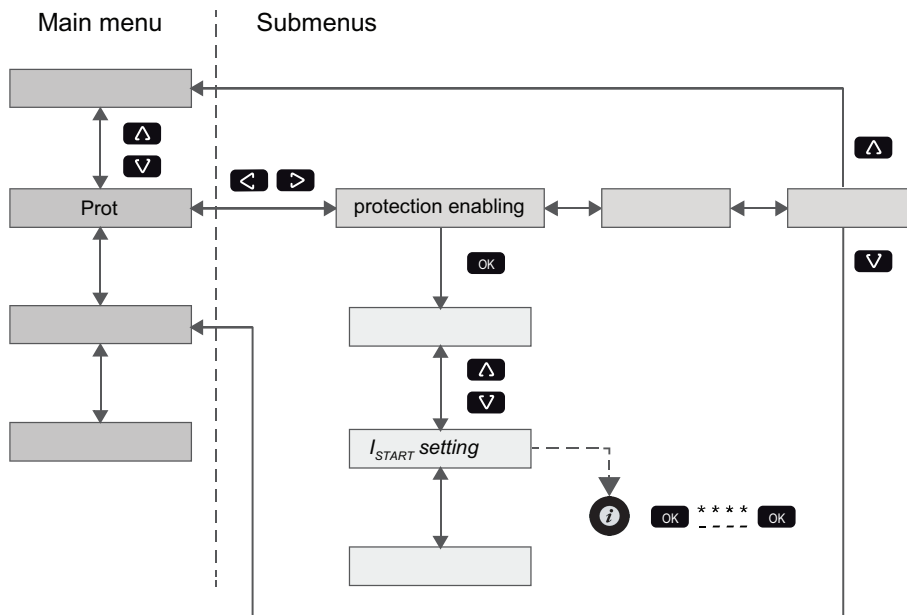 Main menu
Submenus
Prot
protection enabling
OK
I_START setting
i
OK * * * * OK